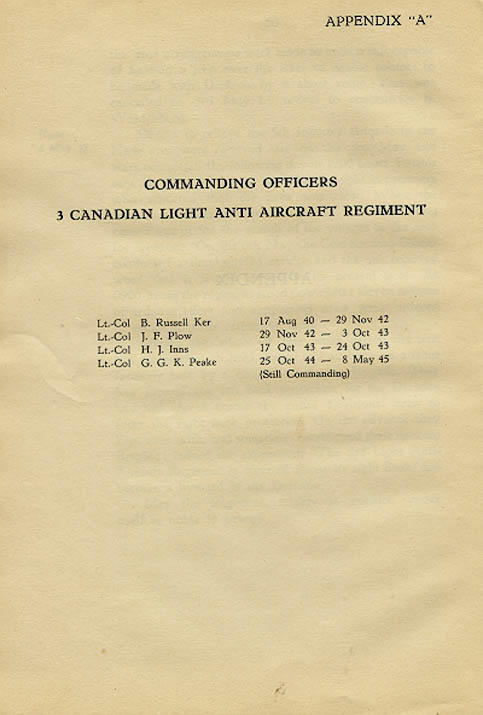 APPENDIX "A"
COMMANDING OFFICERS
3 CANADIAN LIGHT ANTI AIRCRAFT REGIMENT
Lt.-Col B. Russell Ker 17 Aug 40 — 29 Nov 42
Lt.-Col J. F. Plow 29 Nov 42 — 3 Oct 43
Lt.-Col H. J. Inns 17 Oct 43 — 24 Oct 43
Lt.-Col G. G. K. Peake 25 Oct 44 — 8 May 45
(Still Commanding)